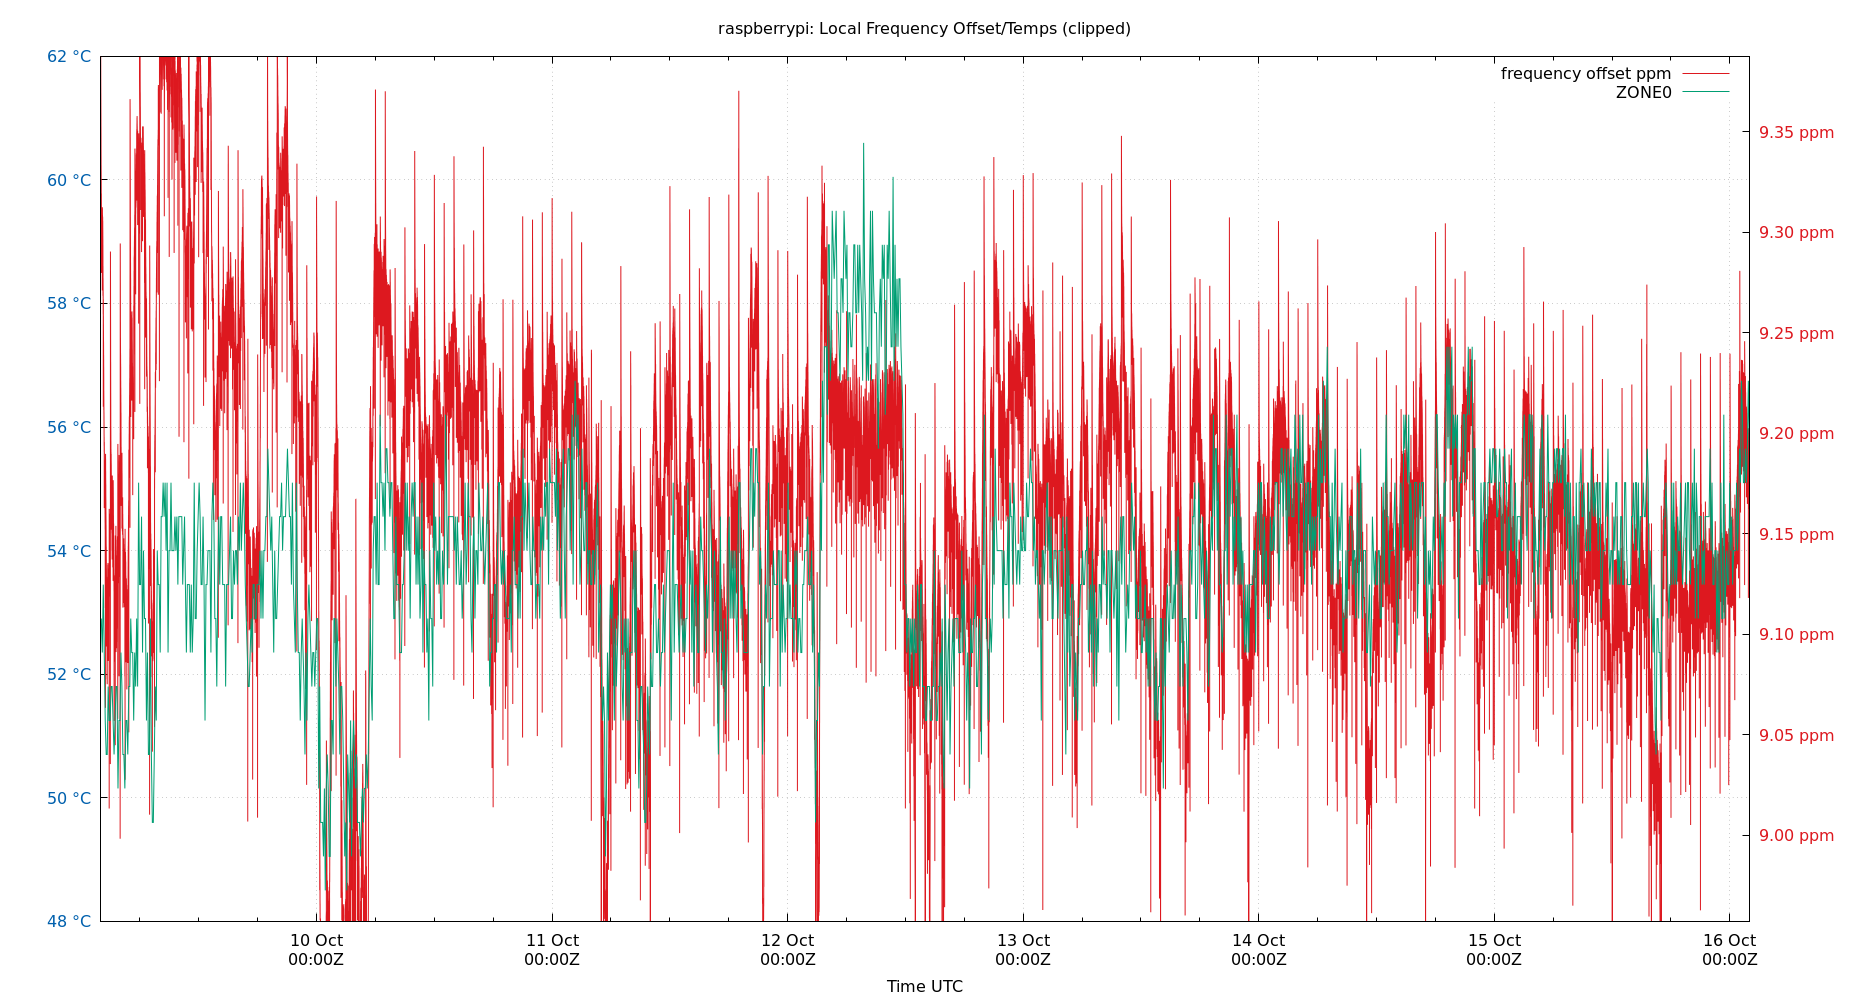 raspberrypi: Local Frequency Offset/Temps (clipped)
frequency offset ppm
ZONE0
62 °C
60 °C
58 °C
56 °C
54 °C
52 °C
50 °C
48 °C
9.35 ppm
9.30 ppm
9.25 ppm
9.20 ppm
9.15 ppm
9.10 ppm
9.05 ppm
9.00 ppm
10 Oct 11 Oct 12 Oct 13 Oct 14 Oct 15 Oct 16 Oct
00:00Z 00:00Z 00:00Z 00:00Z 00:00Z 00:00Z 00:00Z
Time UTC